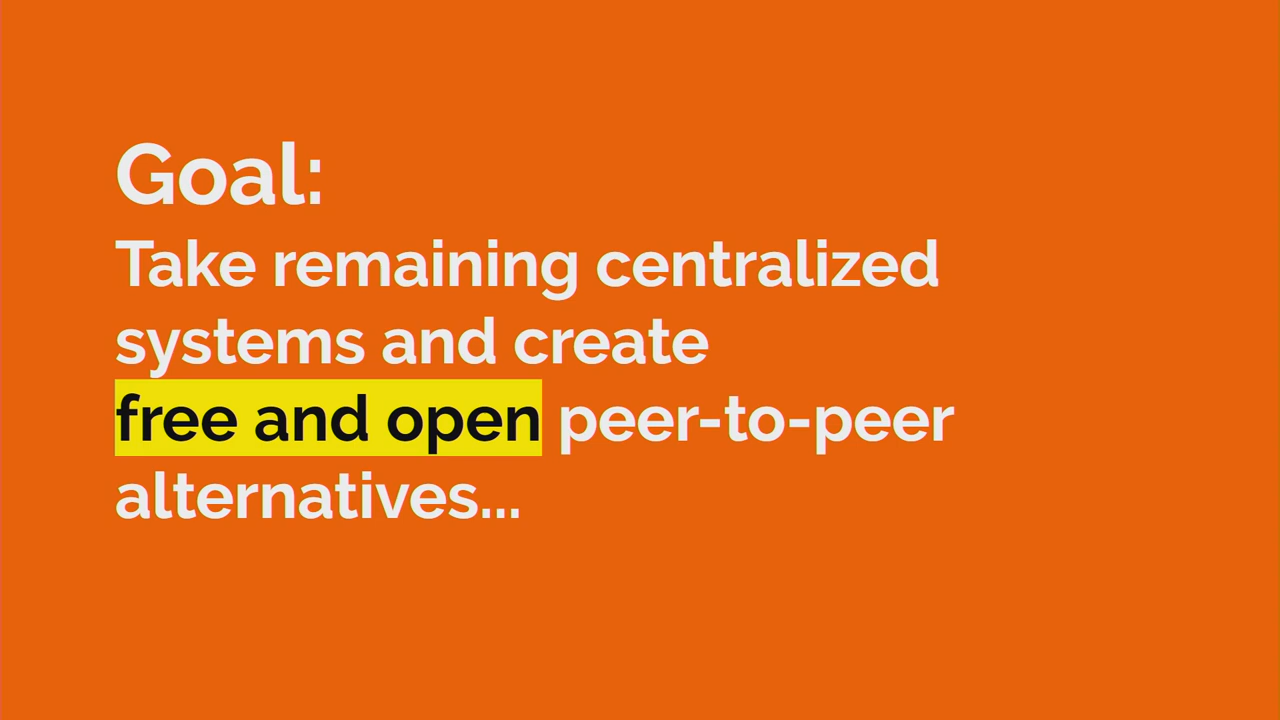 Goal:
Take remaining centralized
systems and create
free and open peer-to-peer
alternatives...